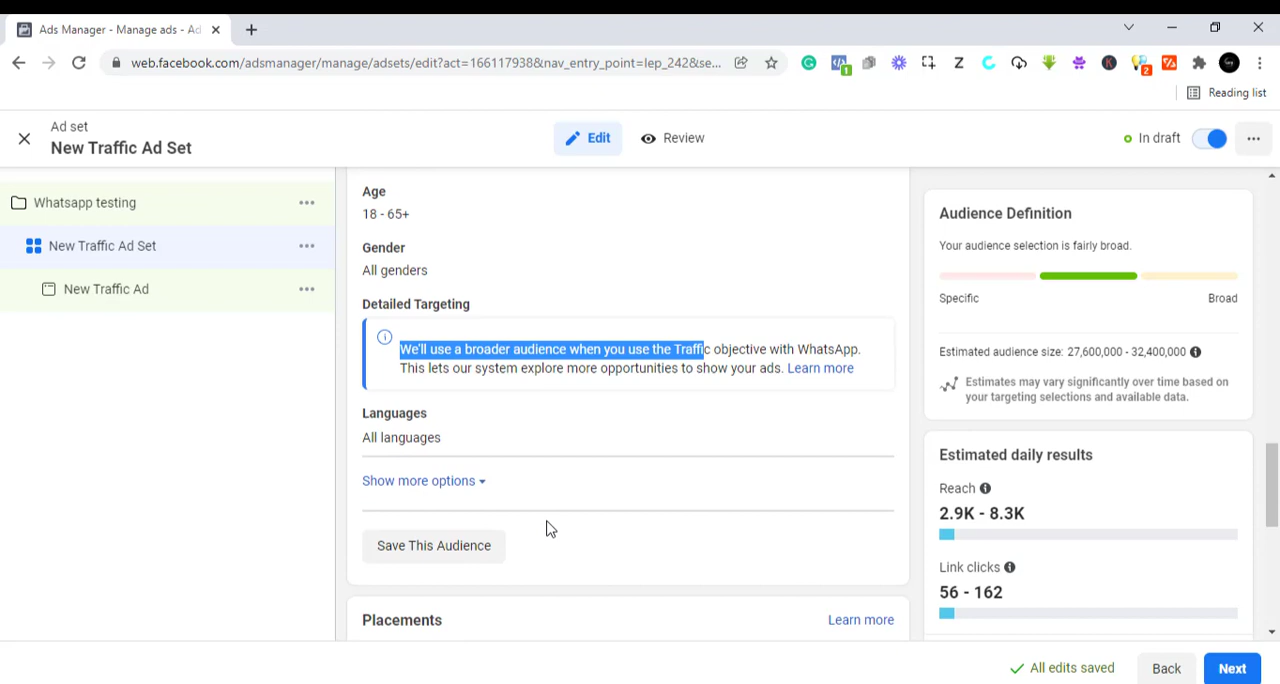 Ads Manager - Manage ads - Ad
web.facebook.com/adsmanager/manage/adsets/edit?act=166117938&nav_entry_point=lep_242&se...
1
2
Reading list
Ad set
New Traffic Ad Set
Edit
Review
In draft
Whatsapp testing
New Traffic Ad Set
New Traffic Ad
Age
18 - 65+
Gender
All genders
Detailed Targeting
We'll use a broader audience when you use the Traffic objective with WhatsApp.
This lets our system explore more opportunities to show your ads. Learn more
Languages
All languages
Show more options
Save This Audience
Placements
Learn more
Audience Definition
Your audience selection is fairly broad.
Specific
Broad
Estimated audience size: 27,600,000 - 32,400,000
Estimates may vary significantly over time based on
your targeting selections and available data.
Estimated daily results
Reach
2.9K - 8.3K
Link clicks
56 - 162
All edits saved
Back
Next